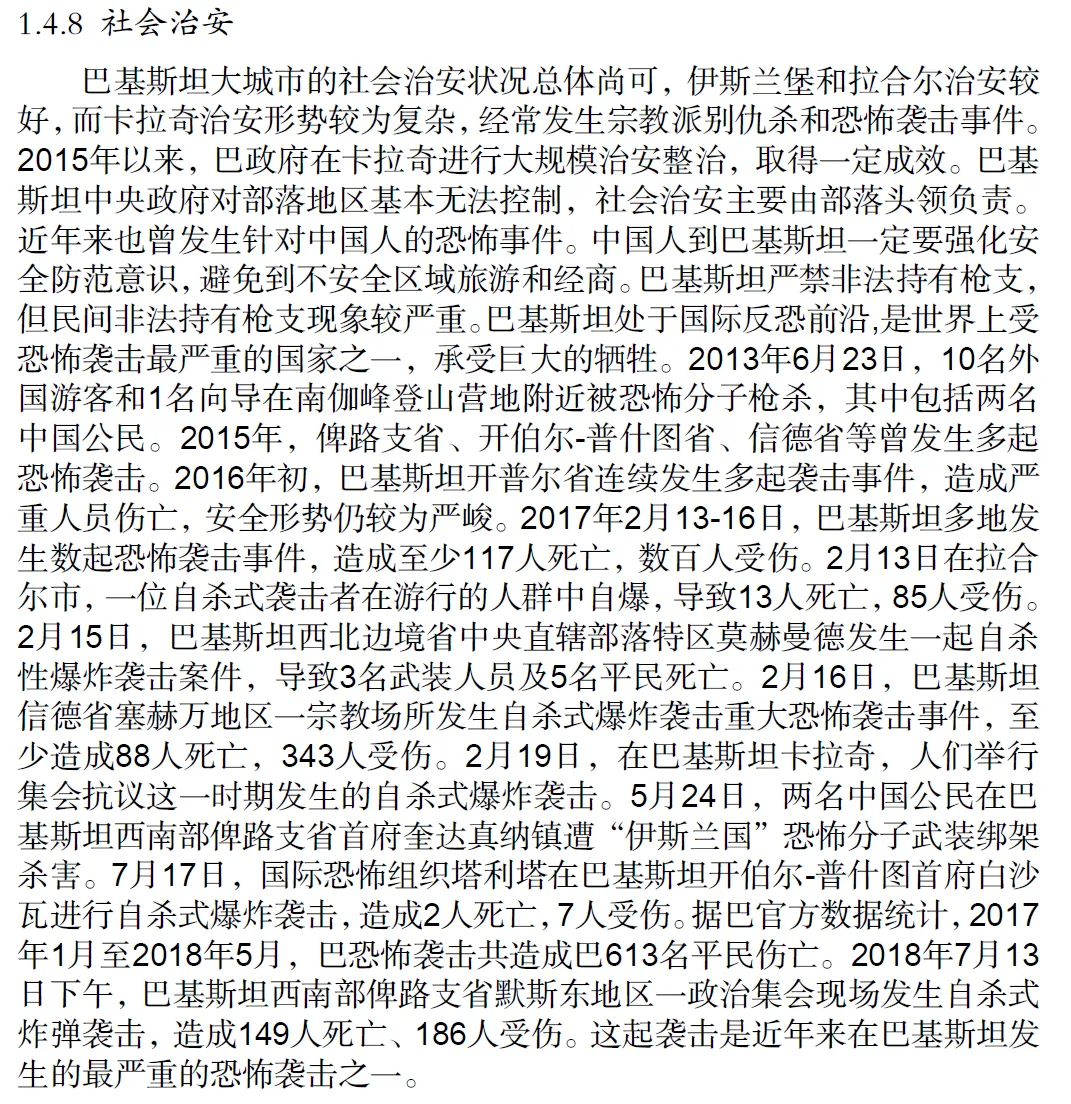 1.4.8 社会治安
巴基斯坦大城市的社会治安状况总体尚可，伊斯兰堡和拉合尔治安较
好，而卡拉奇治安形势较为复杂，经常发生宗教派别仇杀和恐怖袭击事件。
2015年以来，巴政府在卡拉奇进行大规模治安整治，取得一定成效。巴基
斯坦中央政府对部落地区基本无法控制，社会治安主要由部落头领负责。
近年来也曾发生针对中国人的恐怖事件。中国人到巴基斯坦一定要强化安
全防范意识，避免到不安全区域旅游和经商。巴基斯坦严禁非法持有枪支，
但民间非法持有枪支现象较严重。巴基斯坦处于国际反恐前沿,是世界上受
恐怖袭击最严重的国家之一，承受巨大的牺牲。2013年6月23日，10名外
国游客和1名向导在南伽峰登山营地附近被恐怖分子枪杀，其中包括两名
中国公民。2015年，俾路支省、开伯尔-普什图省、信德省等曾发生多起
恐怖袭击。2016年初，巴基斯坦开普尔省连续发生多起袭击事件，造成严
重人员伤亡，安全形势仍较为严峻。2017年2月13-16日，巴基斯坦多地发
生数起恐怖袭击事件，造成至少117人死亡，数百人受伤。2月13日在拉合
尔市，一位自杀式袭击者在游行的人群中自爆，导致13人死亡，85人受伤。
2月15日，巴基斯坦西北边境省中央直辖部落特区莫赫曼德发生一起自杀
性爆炸袭击案件，导致3名武装人员及5名平民死亡。2月16日，巴基斯坦
信德省塞赫万地区一宗教场所发生自杀式爆炸袭击重大恐怖袭击事件，至
少造成88人死亡，343人受伤。2月19日，在巴基斯坦卡拉奇，人们举行
集会抗议这一时期发生的自杀式爆炸袭击。5月24日，两名中国公民在巴
基斯坦西南部俾路支省首府奎达真纳镇遭“伊斯兰国”恐怖分子武装绑架
杀害。7月17日，国际恐怖组织塔利塔在巴基斯坦开伯尔-普什图首府白沙
瓦进行自杀式爆炸袭击，造成2人死亡，7人受伤。据巴官方数据统计，2017
年1月至2018年5月，巴恐怖袭击共造成巴613名平民伤亡。2018年7月13
日下午，巴基斯坦西南部俾路支省默斯东地区一政治集会现场发生自杀式
炸弹袭击，造成149人死亡、186人受伤。这起袭击是近年来在巴基斯坦发
生的最严重的恐怖袭击之一。